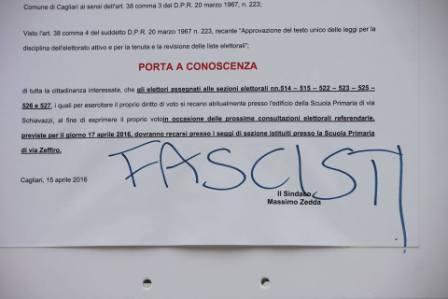 Comune di Cagliari ai sensi dell'art. 38 comma 3 del D.P.R. 20 marzo 1967, n. 223;
Visto l'art. 38 comma 4 del suddetto D.P.R. 20 marzo 1967 n. 223, recante "Approvazione del testo unico delle leggi per la
disciplina dell'elettorato attivo e per la tenuta e la revisione delle liste elettorali";
PORTA A CONOSCENZA
di tutta la cittadinanza interessata, che gli elettori assegnati alle sezioni elettorali nn.514 – 515 – 522 – 523 – 525 –
526 e 527, i quali per esercitare il proprio diritto di voto si recano abitualmente presso l'edificio della Scuola Primaria di via
Schiavazzi, al fine di esprimere il proprio voto in occasione delle prossime consultazioni elettorali referendarie,
previste per il giorno 17 aprile 2016, dovranno recarsi presso i seggi di sezione istituiti presso la Scuola Primaria
di via Zeffiro.
FASCISTI!
Cagliari, 15 aprile 2016
Il Sindaco
Massimo Zedda